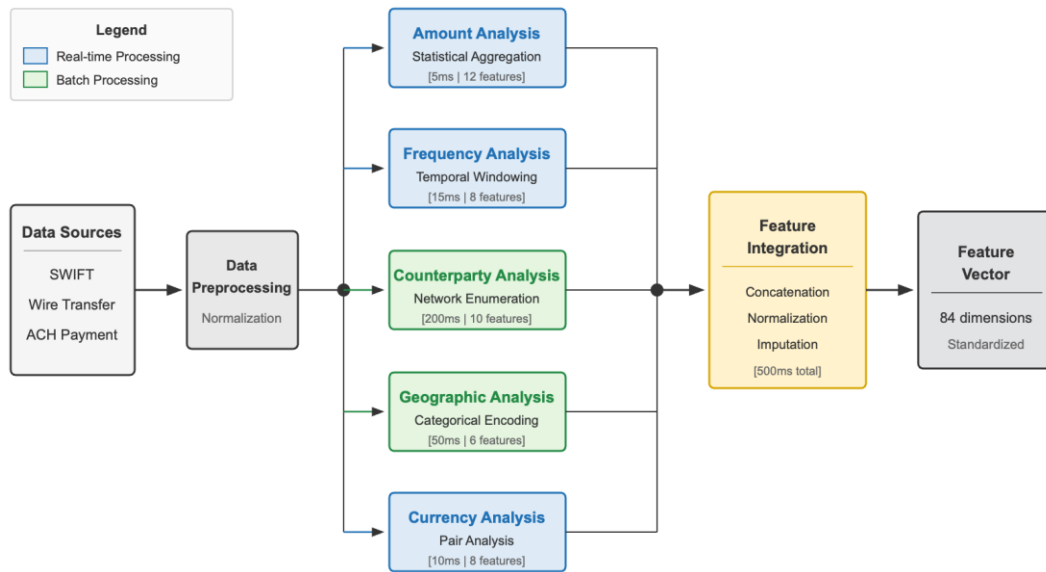 Legend
Real-time Processing
Batch Processing
Data Sources
SWIFT
Wire Transfer
ACH Payment
Data
Preprocessing
Normalization
Amount Analysis
Statistical Aggregation
[5ms | 12 features]
Frequency Analysis
Temporal Windowing
[15ms | 8 features]
Counterparty Analysis
Network Enumeration
[200ms | 10 features]
Geographic Analysis
Categorical Encoding
[50ms | 6 features]
Currency Analysis
Pair Analysis
[10ms | 8 features]
Feature
Integration
Concatenation
Normalization
Imputation
[500ms total]
Feature
Vector
84 dimensions
Standardized